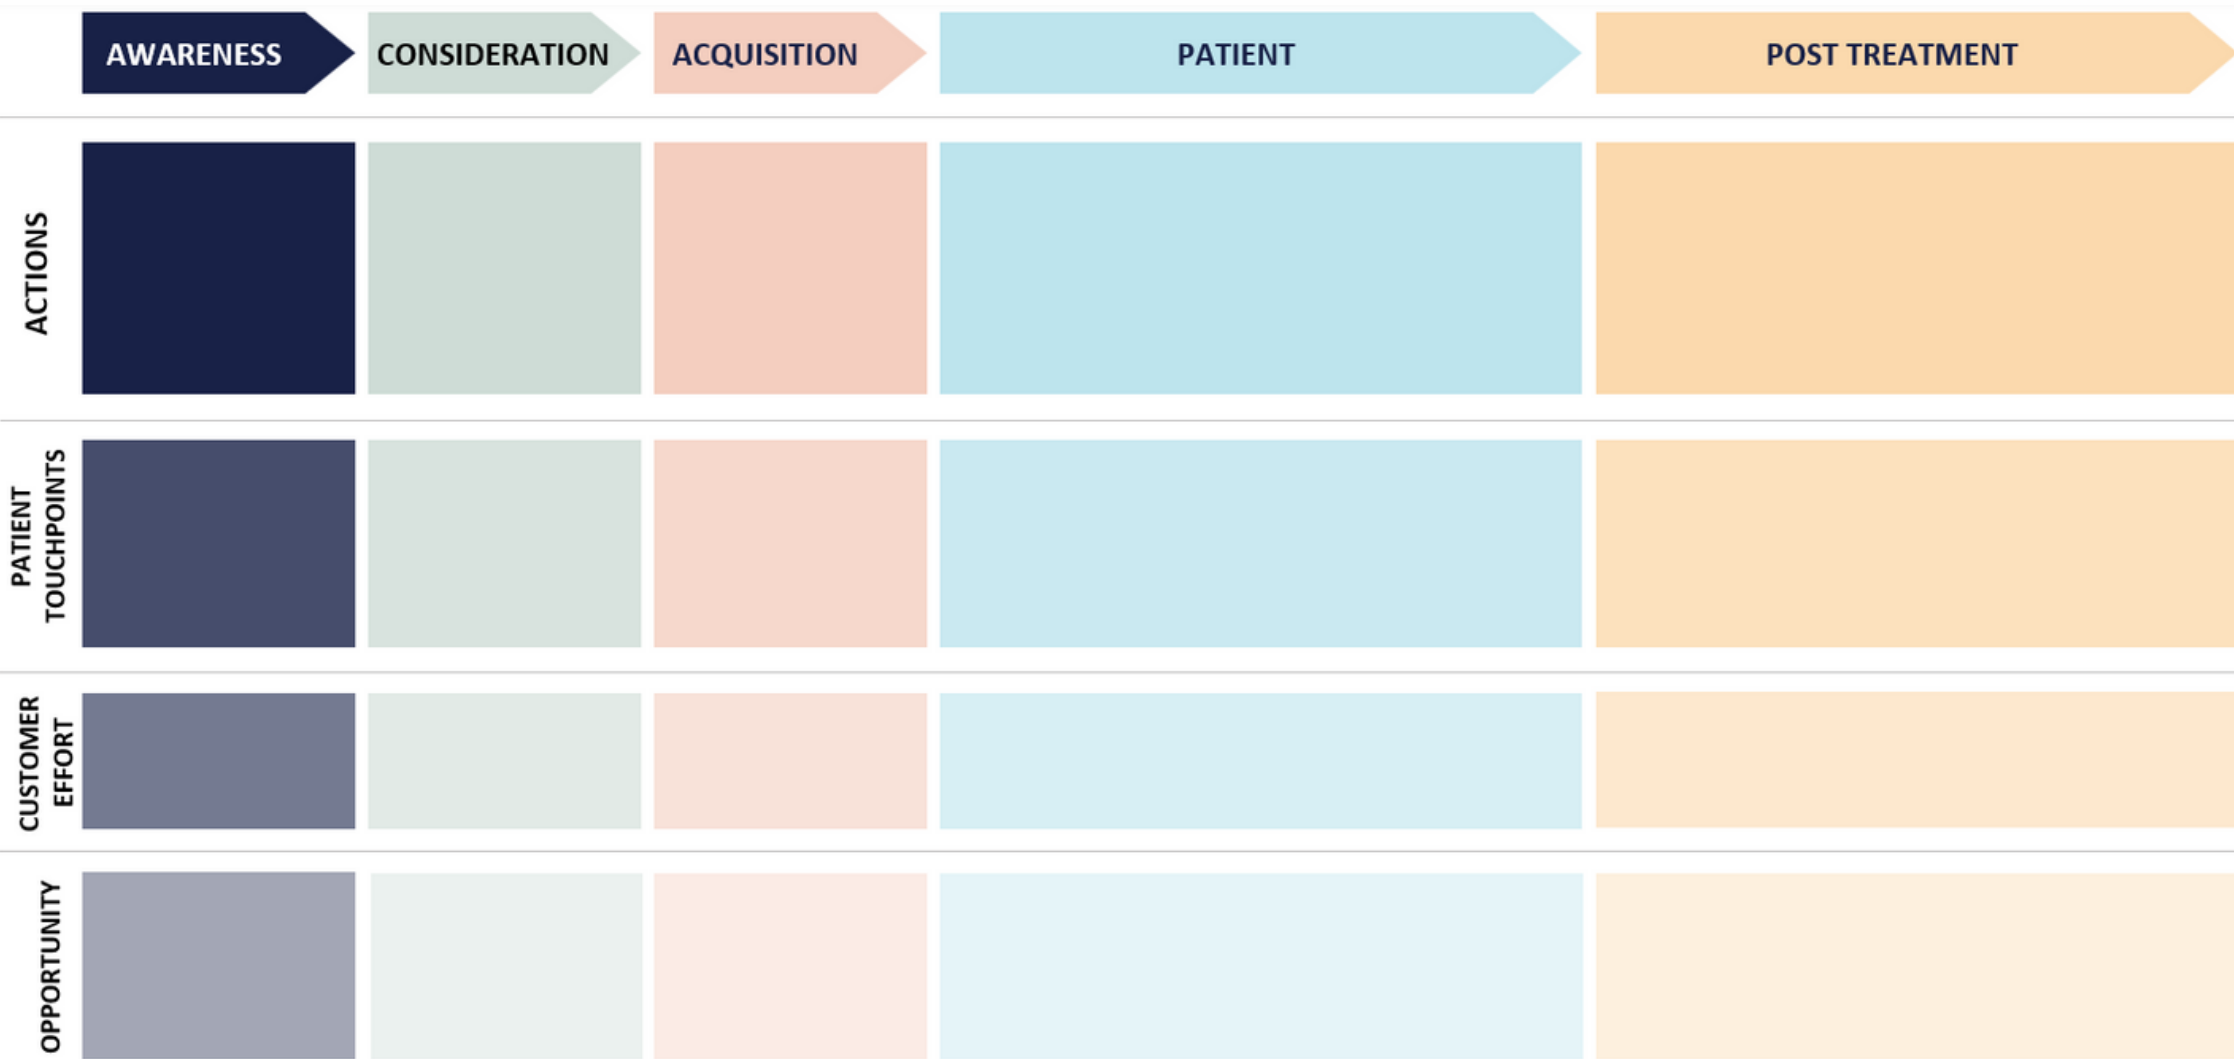 AWARENESS
CONSIDERATION
ACQUISITION
PATIENT
POST TREATMENT
ACTIONS
PATIENT
TOUCHPOINTS
CUSTOMER
EFFORT
OPPORTUNITY